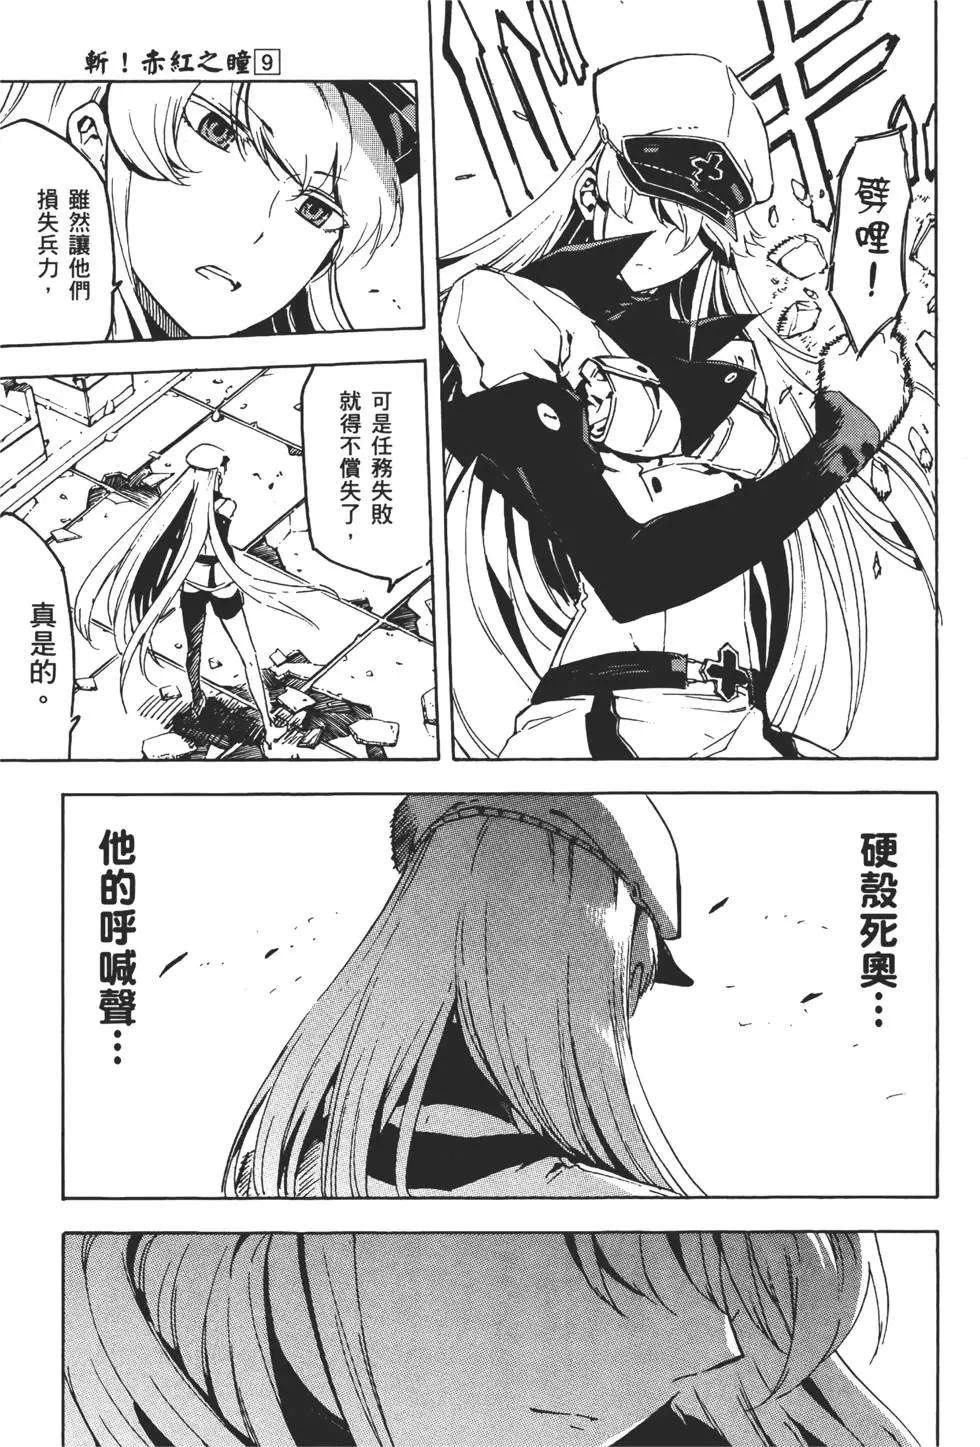 斬！赤紅之瞳 9
劈哩！
雖然讓他們
損失兵力，
可是任務失敗
就得不償失了，
真是的。
硬殼死奧…
他的呼喊聲…